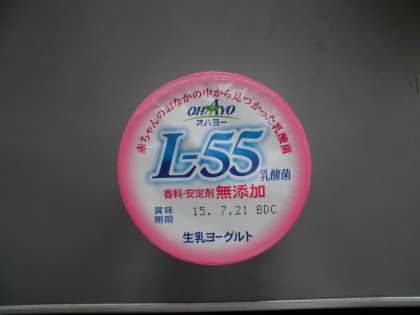 赤ちゃんのおなかの中から見つかった乳酸菌
OHAYO
オハヨー
L-55
乳酸菌
香料・安定剤 無添加
賞味
期限
15. 7.21 BDC
生乳ヨーグルト